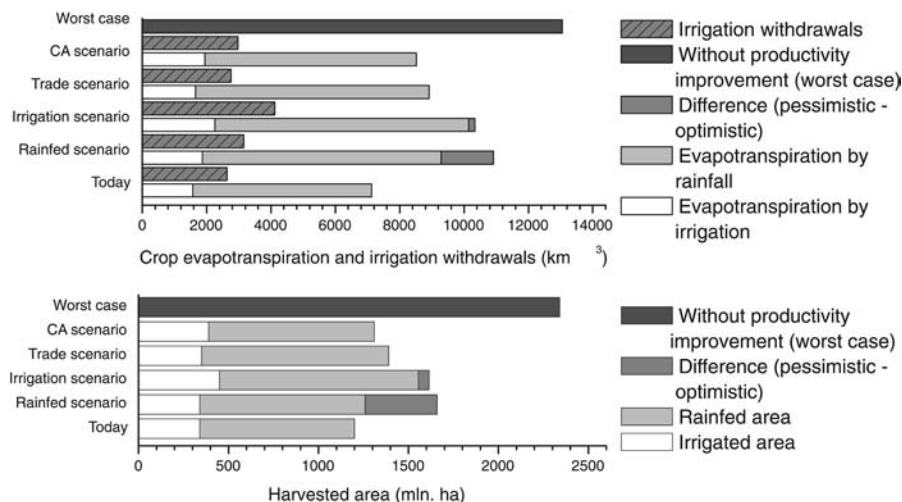 Worst case
CA scenario
Trade scenario
Irrigation scenario
Rainfed scenario
Today
0 2000 4000 6000 8000 10000 12000 14000
Crop evapotranspiration and irrigation withdrawals (km 3)
Irrigation withdrawals
Without productivity
improvement (worst case)
Difference (pessimistic -
optimistic)
Evapotranspiration by
rainfall
Evapotranspiration by
irrigation
Worst case
CA scenario
Trade scenario
Irrigation scenario
Rainfed scenario
Today
0 500 1000 1500 2000 2500
Harvested area (mln. ha)
Without productivity
improvement (worst case)
Difference (pessimistic -
optimistic)
Rainfed area
Irrigated area